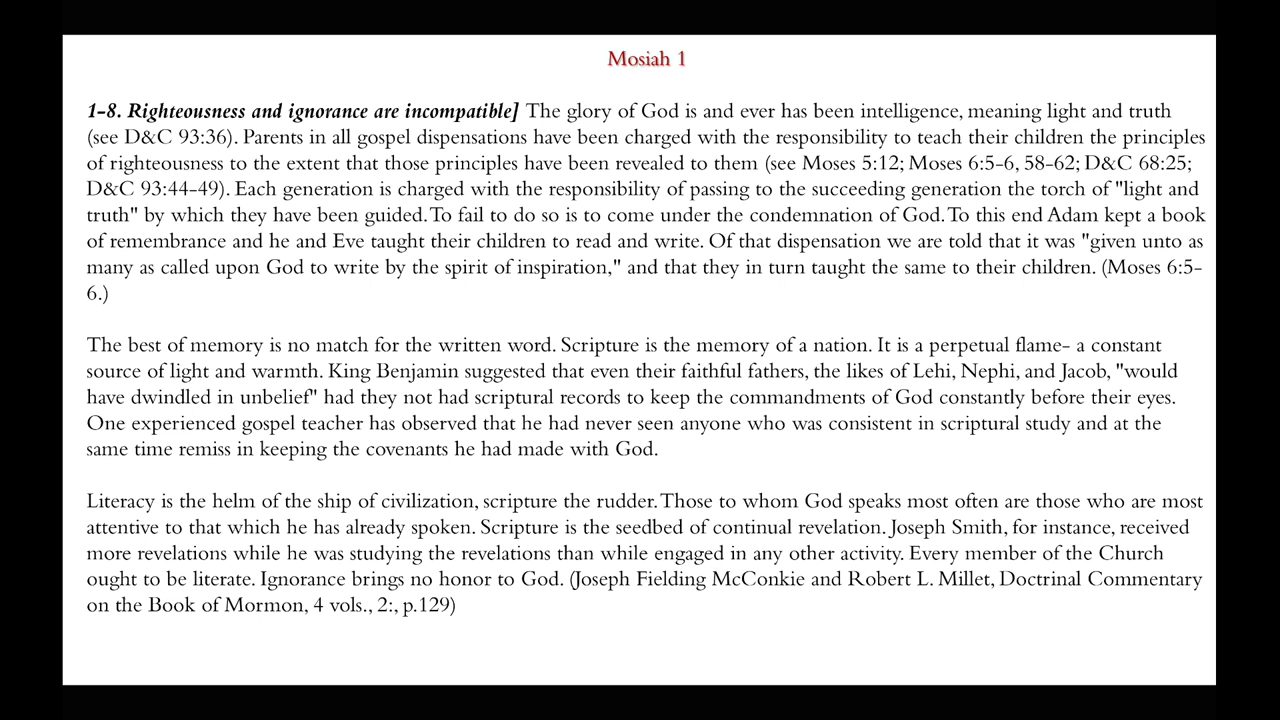 Mosiah 1
1-8. Righteousness and ignorance are incompatible] The glory of God is and ever has been intelligence, meaning light and truth
(see D&C 93:36). Parents in all gospel dispensations have been charged with the responsibility to teach their children the principles
of righteousness to the extent that those principles have been revealed to them (see Moses 5:12; Moses 6:5-6, 58-62; D&C 68:25;
D&C 93:44-49). Each generation is charged with the responsibility of passing to the succeeding generation the torch of "light and
truth" by which they have been guided. To fail to do so is to come under the condemnation of God. To this end Adam kept a book
of remembrance and he and Eve taught their children to read and write. Of that dispensation we are told that it was "given unto as
many as called upon God to write by the spirit of inspiration," and that they in turn taught the same to their children. (Moses 6:5-
6.)
The best of memory is no match for the written word. Scripture is the memory of a nation. It is a perpetual flame- a constant
source of light and warmth. King Benjamin suggested that even their faithful fathers, the likes of Lehi, Nephi, and Jacob, "would
have dwindled in unbelief" had they not had scriptural records to keep the commandments of God constantly before their eyes.
One experienced gospel teacher has observed that he had never seen anyone who was consistent in scriptural study and at the
same time remiss in keeping the covenants he had made with God.
Literacy is the helm of the ship of civilization, scripture the rudder. Those to whom God speaks most often are those who are most
attentive to that which he has already spoken. Scripture is the seedbed of continual revelation. Joseph Smith, for instance, received
more revelations while he was studying the revelations than while engaged in any other activity. Every member of the Church
ought to be literate. Ignorance brings no honor to God. (Joseph Fielding McConkie and Robert L. Millet, Doctrinal Commentary
on the Book of Mormon, 4 vols., 2:, p.129)